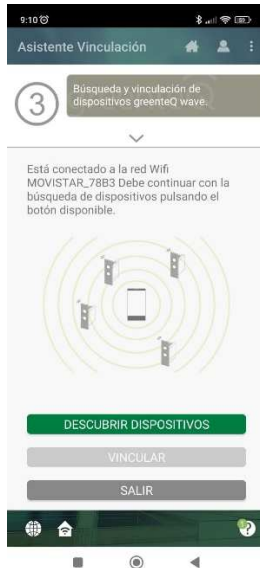 9:10
Asistente Vinculación
3
Búsqueda y vinculación de
dispositivos greenteQ wave.
Está conectado a la red Wifi
MOVISTAR_78B3 Debe continuar con la
búsqueda de dispositivos pulsando el
botón disponible.
DESCUBRIR DISPOSITIVOS
VINCULAR
SALIR
?